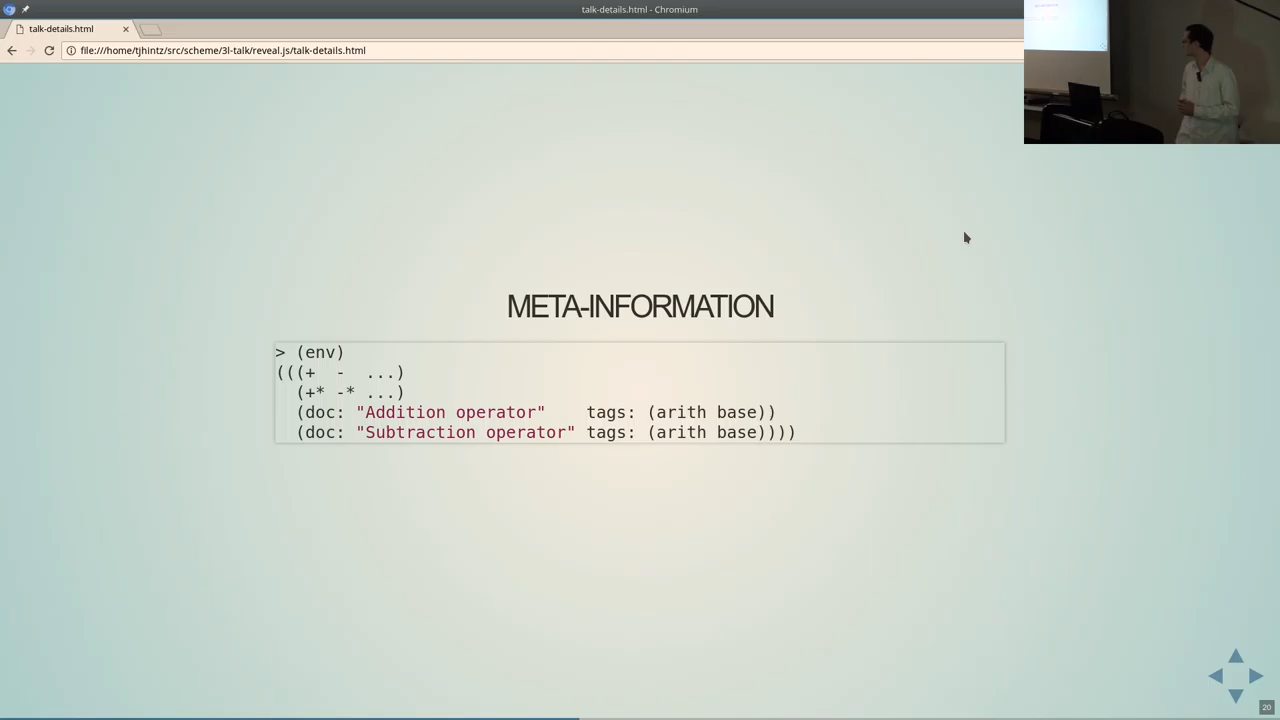 talk-details.html - Chromium
talk-details.html
file:///home/tjhintz/src/scheme/3l-talk/reveal.js/talk-details.html
META-INFORMATION
> (env)
(((+  -  ...)
(+* -* ...)
(doc: "Addition operator"    tags: (arith base))
(doc: "Subtraction operator" tags: (arith base))))
20